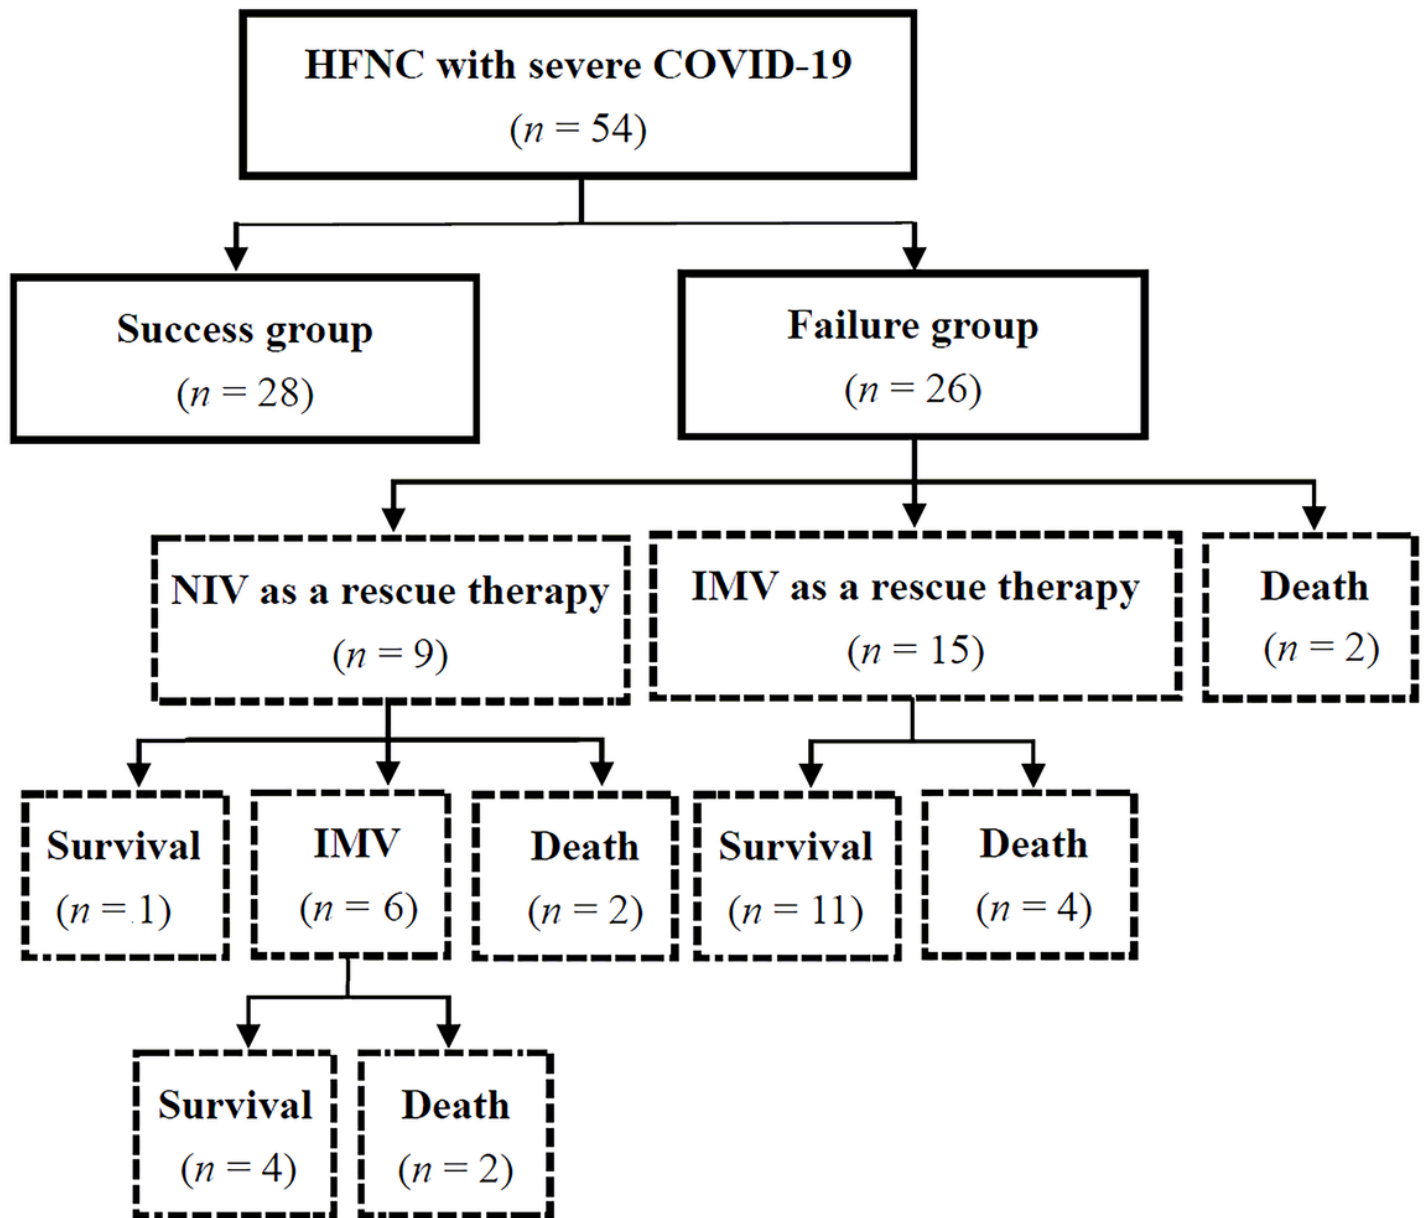 HFNC with severe COVID-19
(n = 54)
Success group
(n = 28)
Failure group
(n = 26)
NIV as a rescue therapy
(n = 9)
IMV as a rescue therapy
(n = 15)
Death
(n = 2)
Survival
(n = 1)
IMV
(n = 6)
Death
(n = 2)
Survival
(n = 11)
Death
(n = 4)
Survival
(n = 4)
Death
(n = 2)